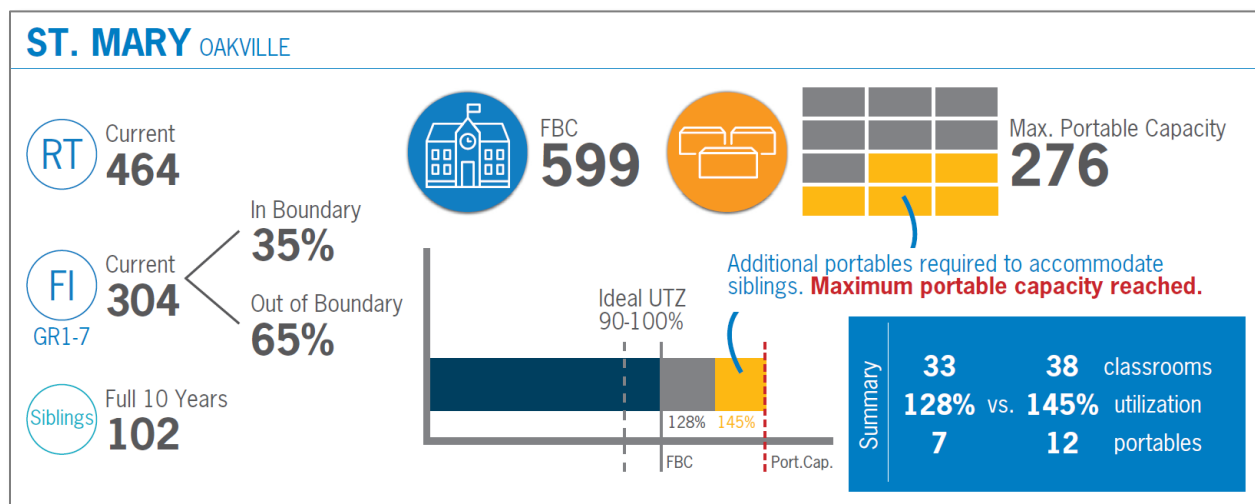 ST. MARY OAKVILLE
RT
Current
464
FI
GR1-7
Current
304
In Boundary
35%
Out of Boundary
65%
Siblings
Full 10 Years
102
FBC
599
Max. Portable Capacity
276
Additional portables required to accommodate
siblings. Maximum portable capacity reached.
Ideal UTZ
90-100%
128% 145%
FBC Port.Cap.
Summary
33 38 classrooms
128% vs. 145% utilization
7 12 portables